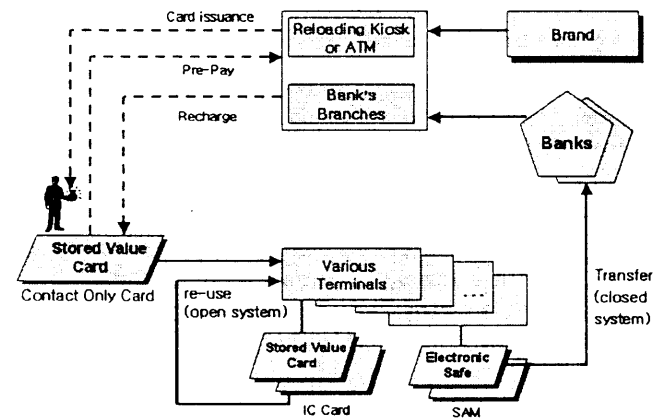 Card issuance
Reloading Kiosk
or ATM
Brand
Pre-Pay
Recharge
Bank's
Branches
Banks
Stored Value
Card
Contact Only Card
re-use
(open system)
Various
Terminals
....
Transfer
(closed
system)
Stored Value
Card
IC Card
Electronic
Safe
SAM